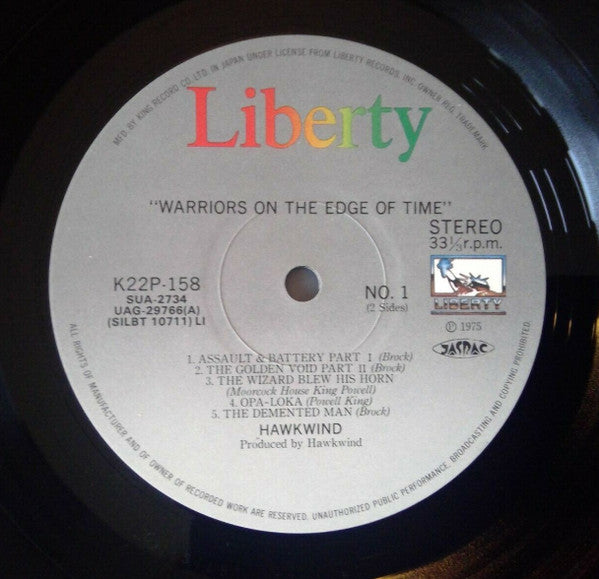 MFD. BY KING RECORD CO., LTD. IN JAPAN UNDER LICENSE FROM LIBERTY RECORDS, INC. OWNER REG. TRADEMARK.
Liberty
"WARRIORS ON THE EDGE OF TIME"
STEREO
33⅓ r.p.m.
K22P-158
SUA-2734
UAG-29766(A)
(SILBT 10711) LI
NO. 1
(2 Sides)
LIBERTY
Ⓟ 1975
JASRAC
1. ASSAULT & BATTERY PART I (Brock)
2. THE GOLDEN VOID PART II (Brock)
3. THE WIZARD BLEW HIS HORN
(Moorcock House King Powell)
4. OPA-LOKA (Powell King)
5. THE DEMENTED MAN (Brock)
HAWKWIND
Produced by Hawkwind
ALL RIGHTS OF MANUFACTURER AND OF OWNER OF RECORDED WORK ARE RESERVED. UNAUTHORIZED PUBLIC PERFORMANCE, BROADCASTING AND COPYING PROHIBITED.